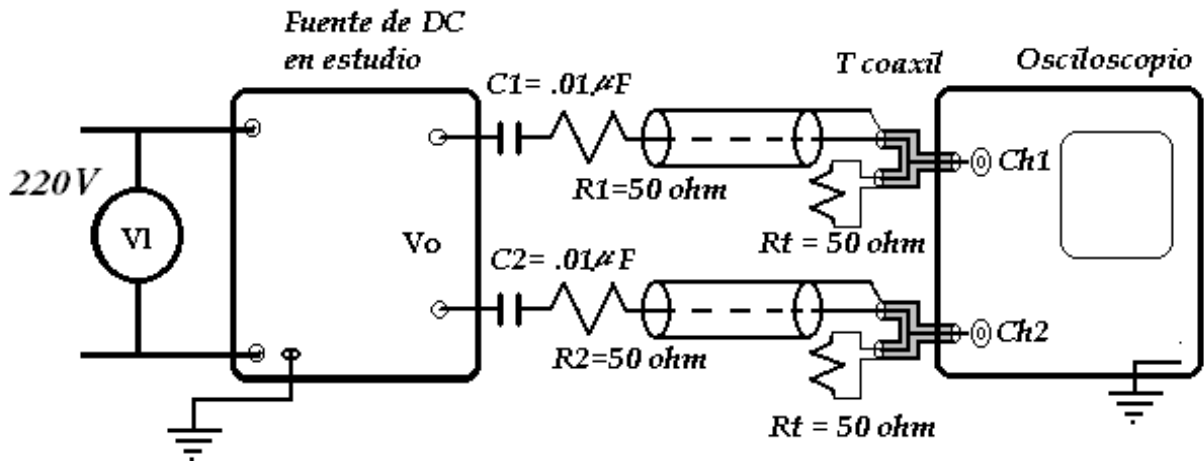 Fuente de DC
en estudio
T coaxil
Osciloscopio
C1= .01µF
220V
Vl
Vo
R1=50 ohm
Ch1
Rt = 50 ohm
C2= .01µF
R2=50 ohm
Ch2
Rt = 50 ohm